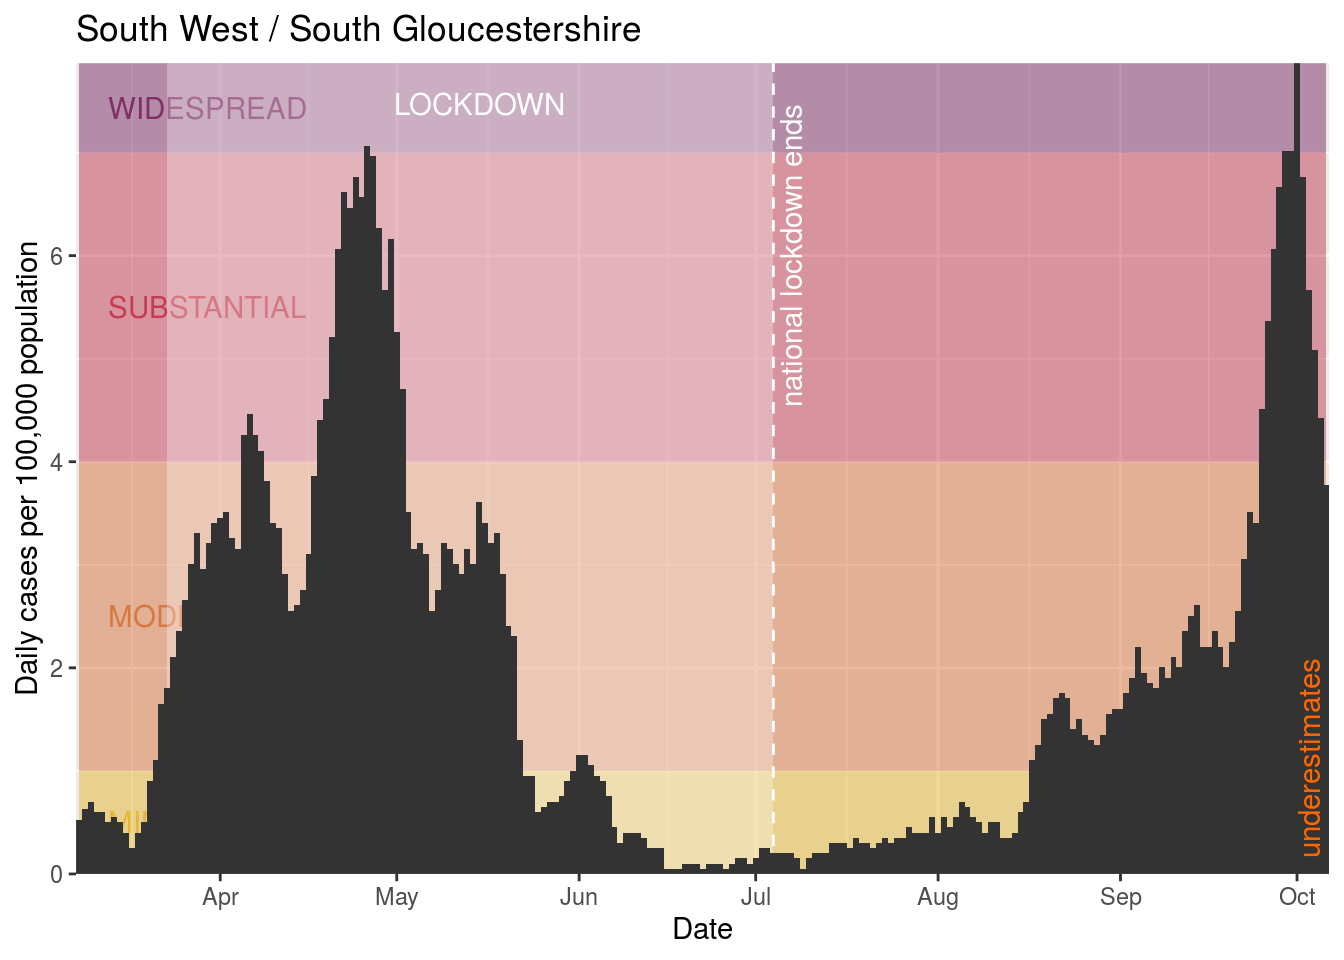 South West / South Gloucestershire
WIDESPREAD
LOCKDOWN
SUBSTANTIAL
national lockdown ends
underestimates
Daily cases per 100,000 population
6
4
2
0
Apr
May
Jun
Jul
Aug
Sep
Oct
Date